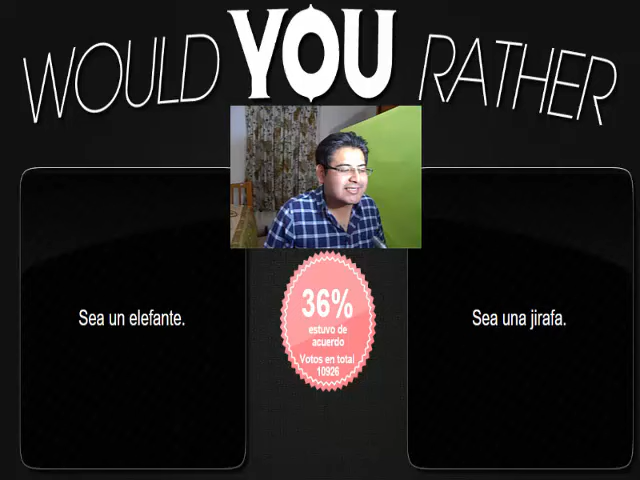 WOULD YOU RATHER
Sea un elefante.
36%
estuvo de
acuerdo
Votos en total
10926
Sea una jirafa.